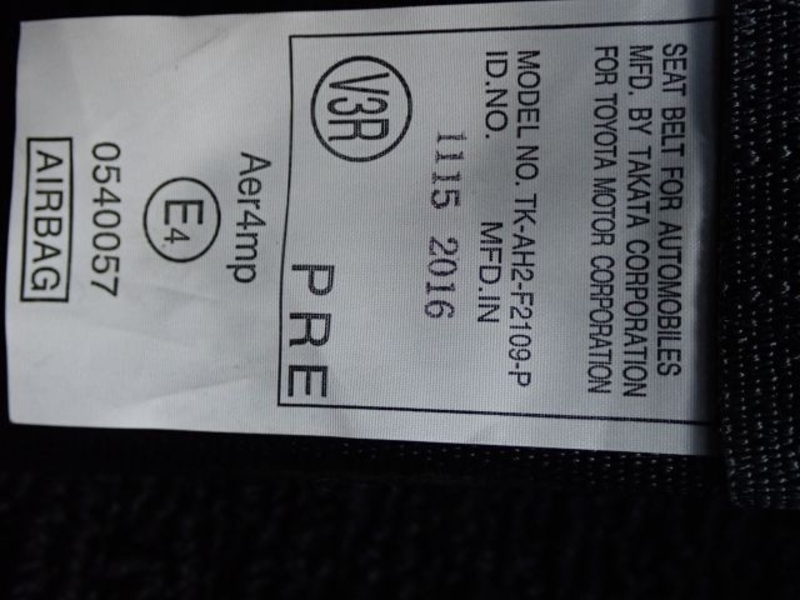 SEAT BELT FOR AUTOMOBILES
MFD. BY TAKATA CORPORATION
FOR TOYOTA MOTOR CORPORATION
MODEL NO. TK-AH2-F2109-P
ID.NO. MFD.IN
1115 2016
V3R PRE
Aer4mp
E4
0540057
AIRBAG